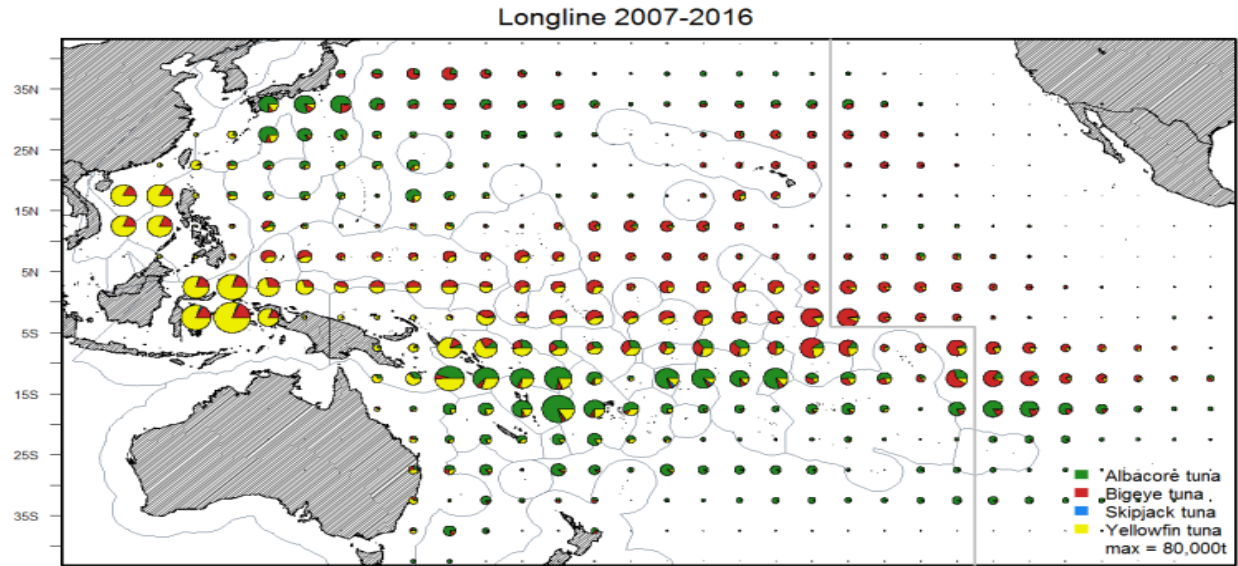 Longline 2007-2016
35N
25N
15N
5N
5S
15S
25S
35S
Albacore tuna
Bigeye tuna
Skipjack tuna
Yellowfin tuna
max = 80,000t